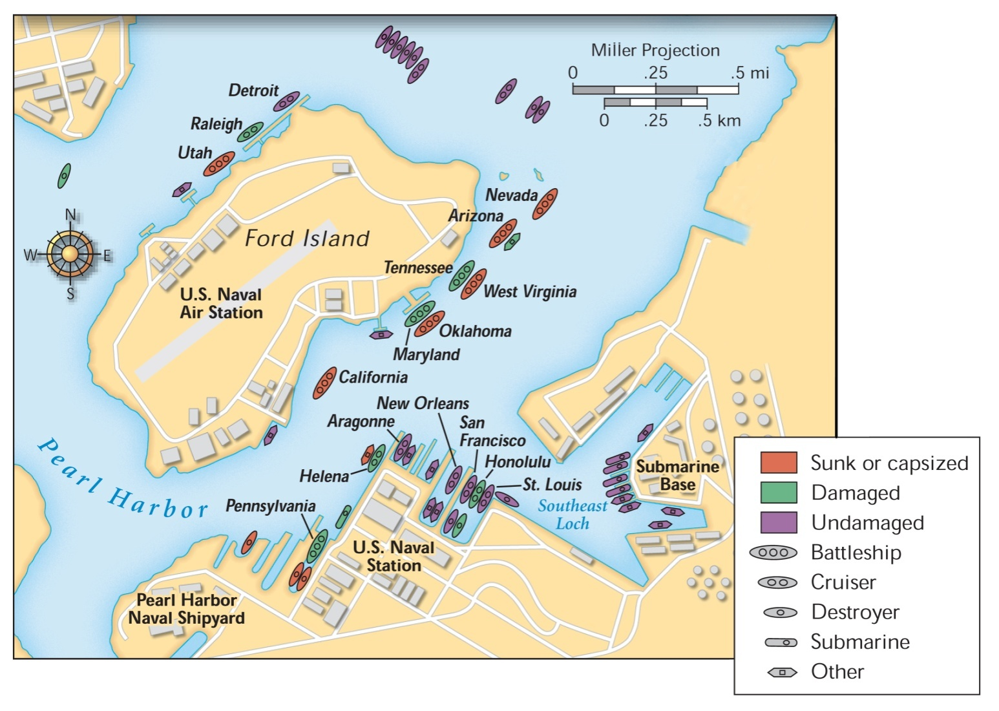 Miller Projection
0 .25 .5 mi
0 .25 .5 km
Detroit
Raleigh
Utah
N
W E
S
Ford Island
U.S. Naval
Air Station
Nevada
Arizona
Tennessee
West Virginia
Oklahoma
Maryland
California
New Orleans
Aragonne
San
Francisco
Honolulu
St. Louis
Helena
Pennsylvania
Pearl Harbor
Southeast
Loch
Submarine
Base
U.S. Naval
Station
Pearl Harbor
Naval Shipyard
Sunk or capsized
Damaged
Undamaged
Battleship
Cruiser
Destroyer
Submarine
Other